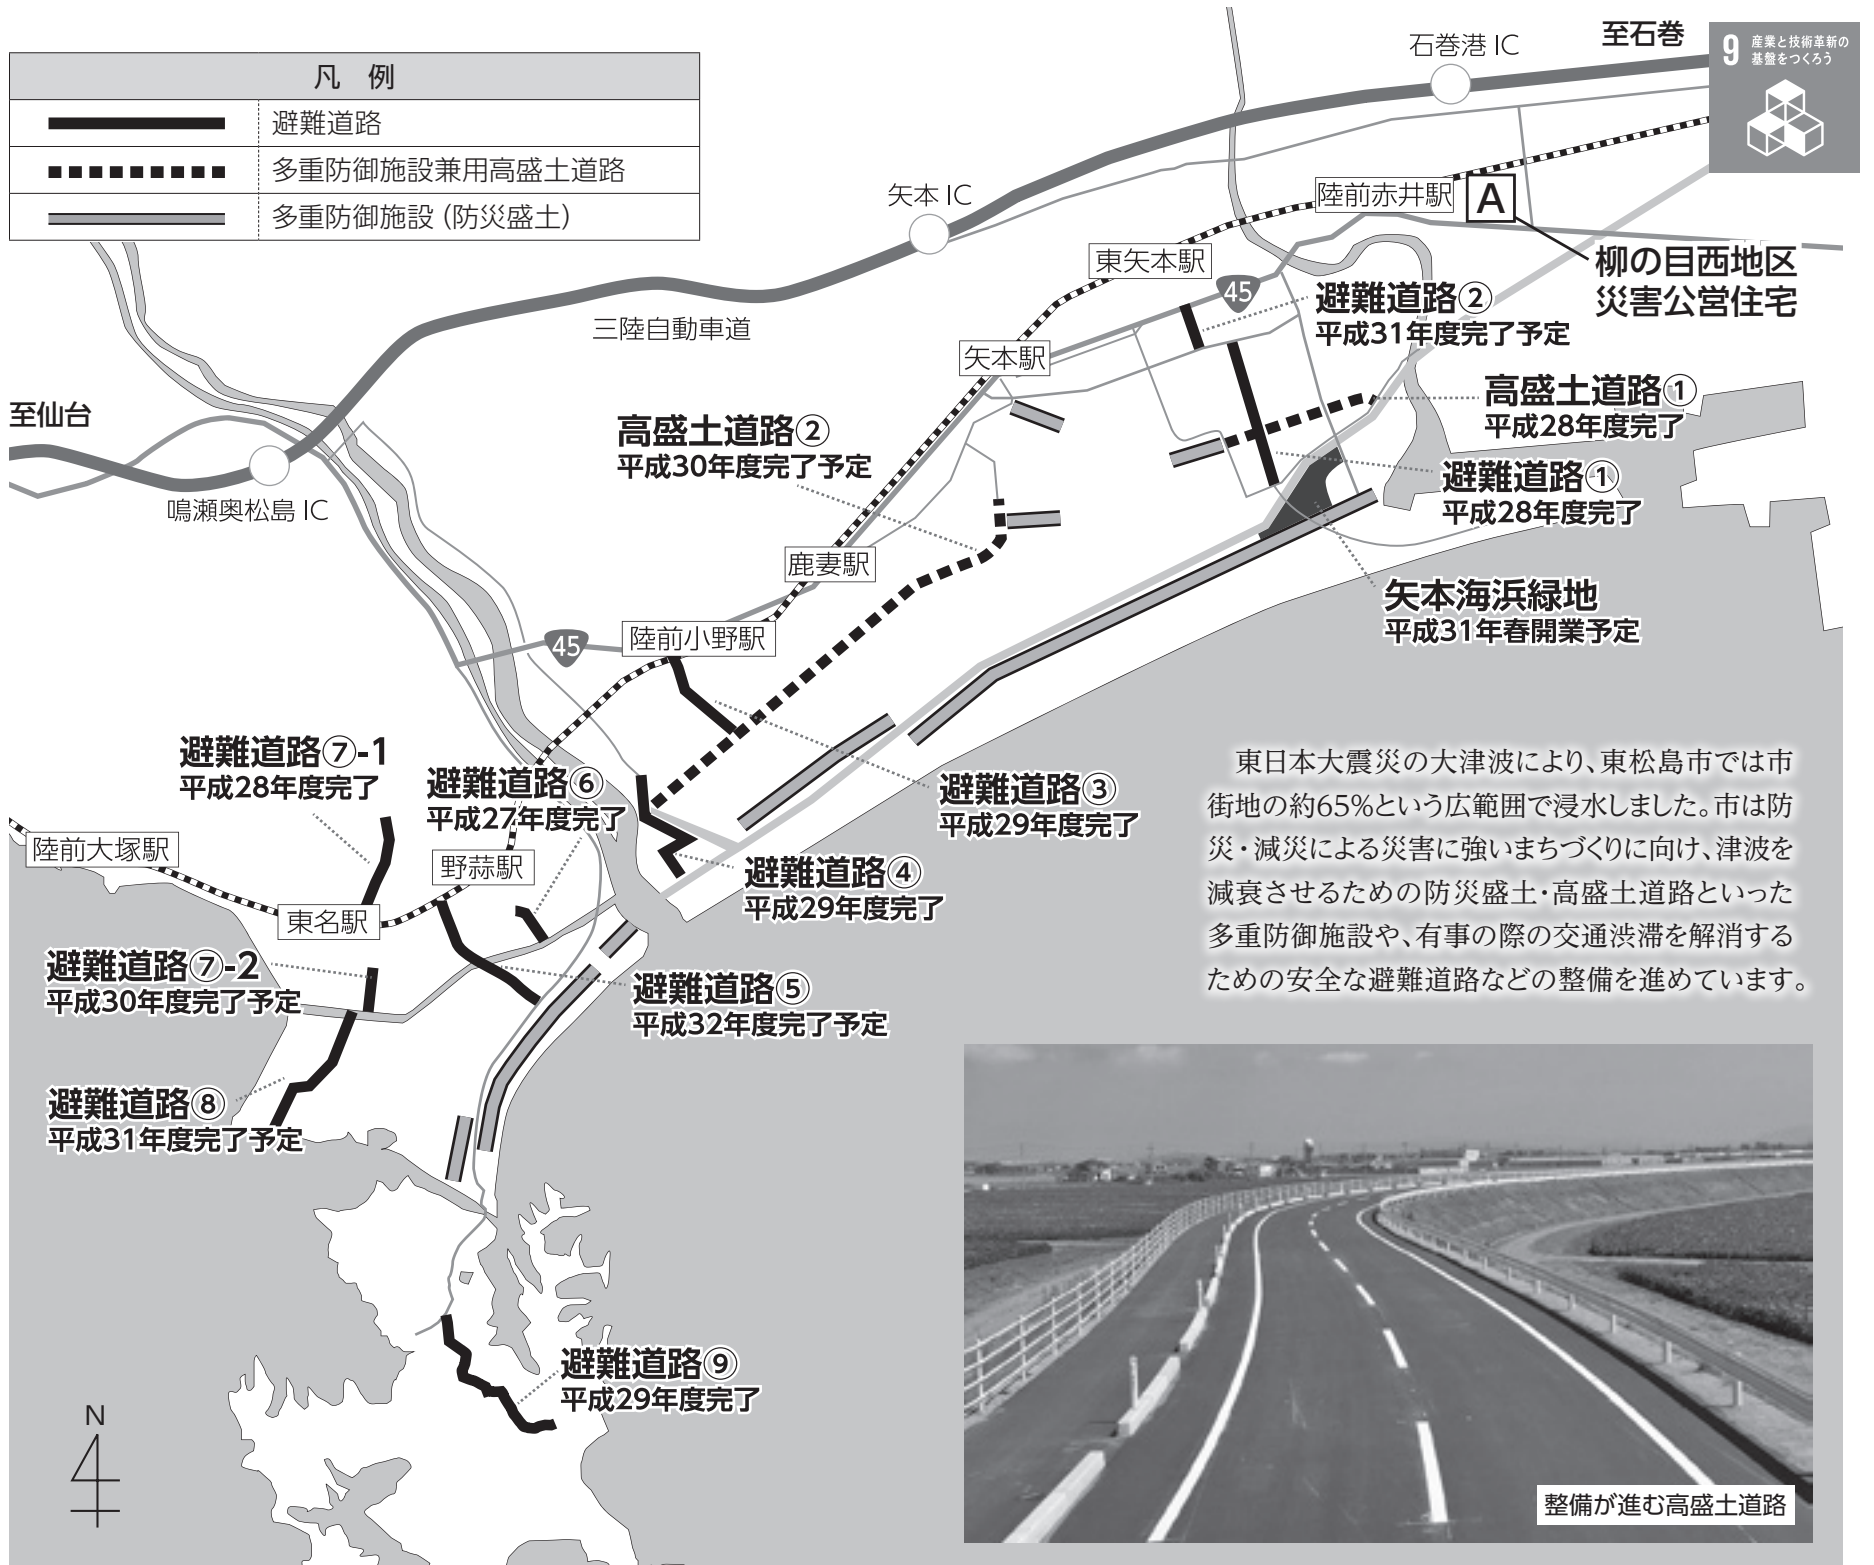 凡 例
避難道路
多重防御施設兼用高盛土道路
多重防御施設（防災盛土）
至石巻
石巻港 IC
9 産業と技術革新の
基盤をつくろう
矢本 IC
陸前赤井駅
A
柳の目西地区
災害公営住宅
東矢本駅
45
避難道路②
平成31年度完了予定
三陸自動車道
矢本駅
高盛土道路①
平成28年度完了
至仙台
高盛土道路②
平成30年度完了予定
避難道路①
平成28年度完了
鳴瀬奥松島 IC
鹿妻駅
矢本海浜緑地
平成31年春開業予定
陸前小野駅
45
避難道路⑦-1
平成28年度完了
避難道路⑥
平成27年度完了
避難道路③
平成29年度完了
陸前大塚駅
野蒜駅
避難道路④
平成29年度完了
東名駅
避難道路⑦-2
平成30年度完了予定
避難道路⑤
平成32年度完了予定
避難道路⑧
平成31年度完了予定
避難道路⑨
平成29年度完了
N
東日本大震災の大津波により、東松島市では市
街地の約65%という広範囲で浸水しました。市は防
災・減災による災害に強いまちづくりに向け、津波を
減衰させるための防災盛土・高盛土道路といった
多重防御施設や、有事の際の交通渋滞を解消する
ための安全な避難道路などの整備を進めています。
整備が進む高盛土道路